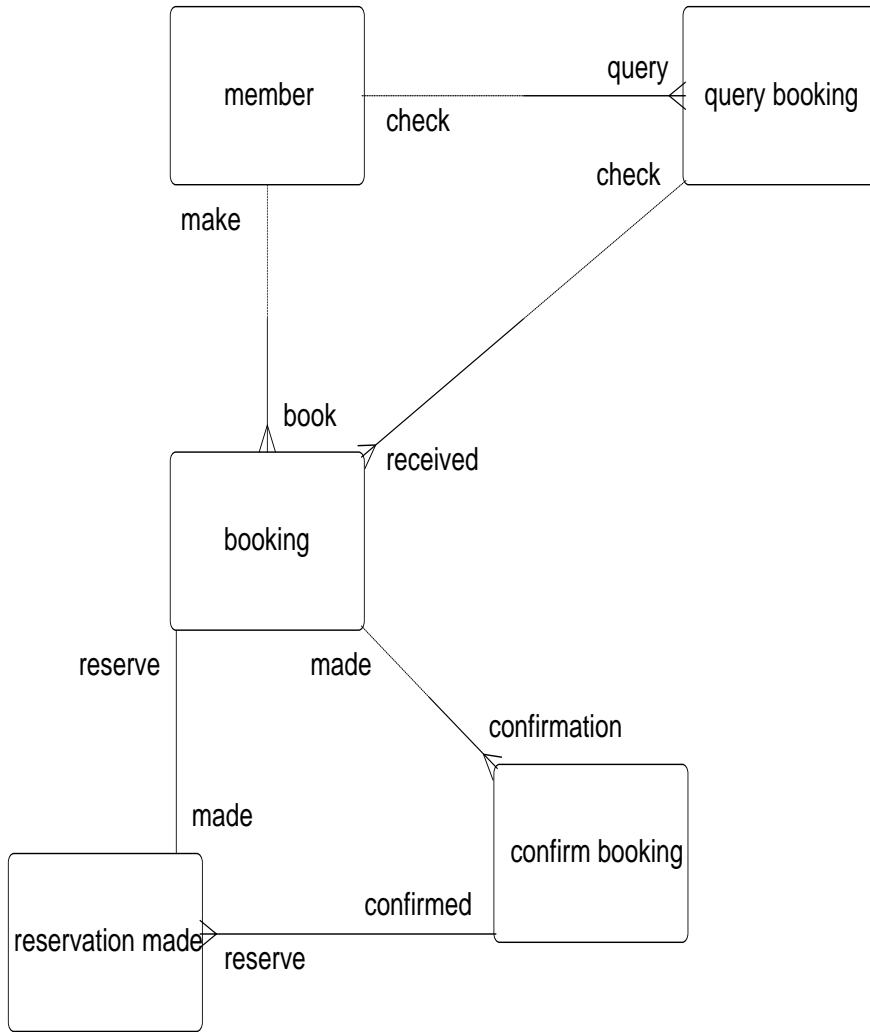 member
query
query booking
check
check
make
book
received
booking
reserve
made
confirmation
made
confirm booking
confirmed
reservation made
reserve